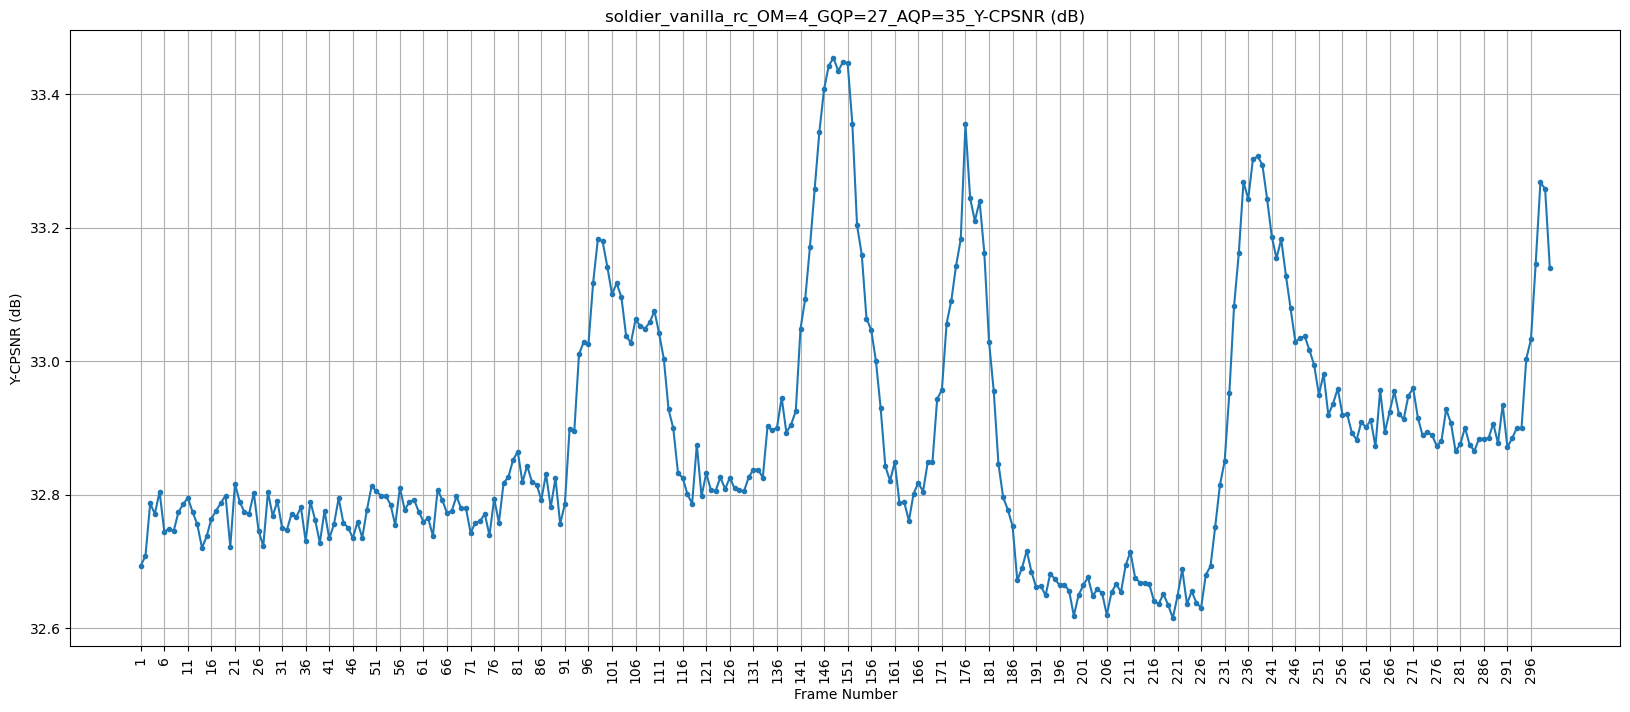 soldier_vanilla_rc_OM=4_GQP=27_AQP=35_Y-CPSNR (dB)
Y-CPSNR (dB)
33.4
33.2
33.0
32.8
32.6
1 6 11 16 21 26 31 36 41 46 51 56 61 66 71 76 81 86 91 96 101 106 111 116 121 126 131 136 141 146 151 156 161 166 171 176 181 186 191 196 201 206 211 216 221 226 231 236 241 246 251 256 261 266 271 276 281 286 291 296
Frame Number